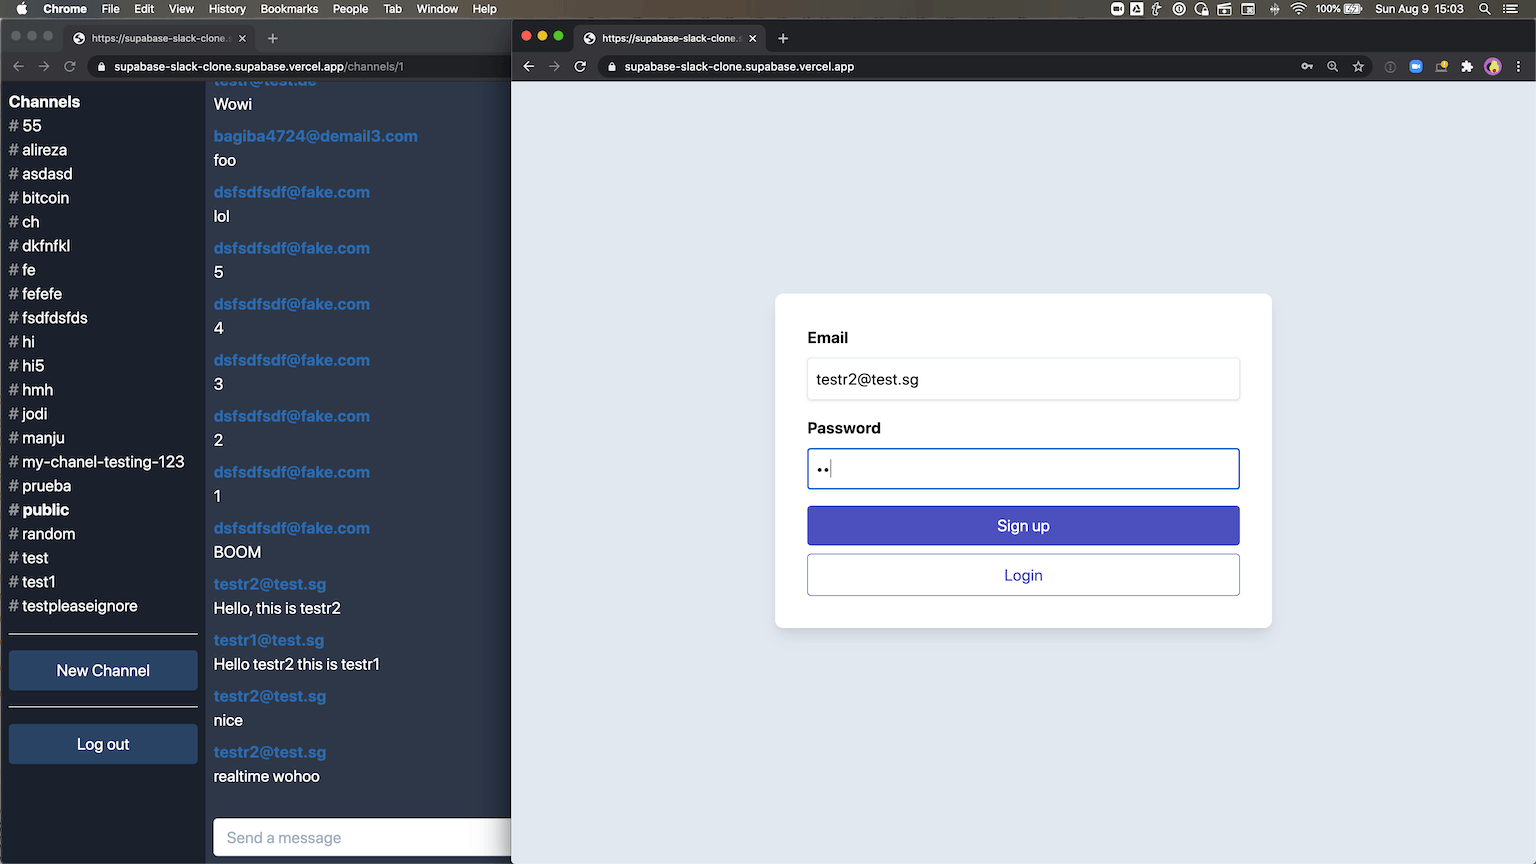 Chrome File Edit View History Bookmarks People Tab Window Help
100% Sun Aug 9 15:03
https://supabase-slack-clone.
supabase-slack-clone.supabase.vercel.app/channels/1
Channels
# 55
# alireza
# asdasd
# bitcoin
# ch
# dkfnfkl
# fe
# fefefe
# fsdfdsfds
# hi
# hi5
# hmh
# jodi
# manju
# my-chanel-testing-123
# prueba
# public
# random
# test
# test1
# testpleaseignore
New Channel
Log out
testr@test.de
Wowi
bagiba4724@demail3.com
foo
dsfsdfsdf@fake.com
lol
dsfsdfsdf@fake.com
5
dsfsdfsdf@fake.com
4
dsfsdfsdf@fake.com
3
dsfsdfsdf@fake.com
2
dsfsdfsdf@fake.com
1
dsfsdfsdf@fake.com
BOOM
testr2@test.sg
Hello, this is testr2
testr1@test.sg
Hello testr2 this is testr1
testr2@test.sg
nice
testr2@test.sg
realtime wohoo
Send a message
https://supabase-slack-clone.
supabase-slack-clone.supabase.vercel.app
Email
testr2@test.sg
Password
••
Sign up
Login